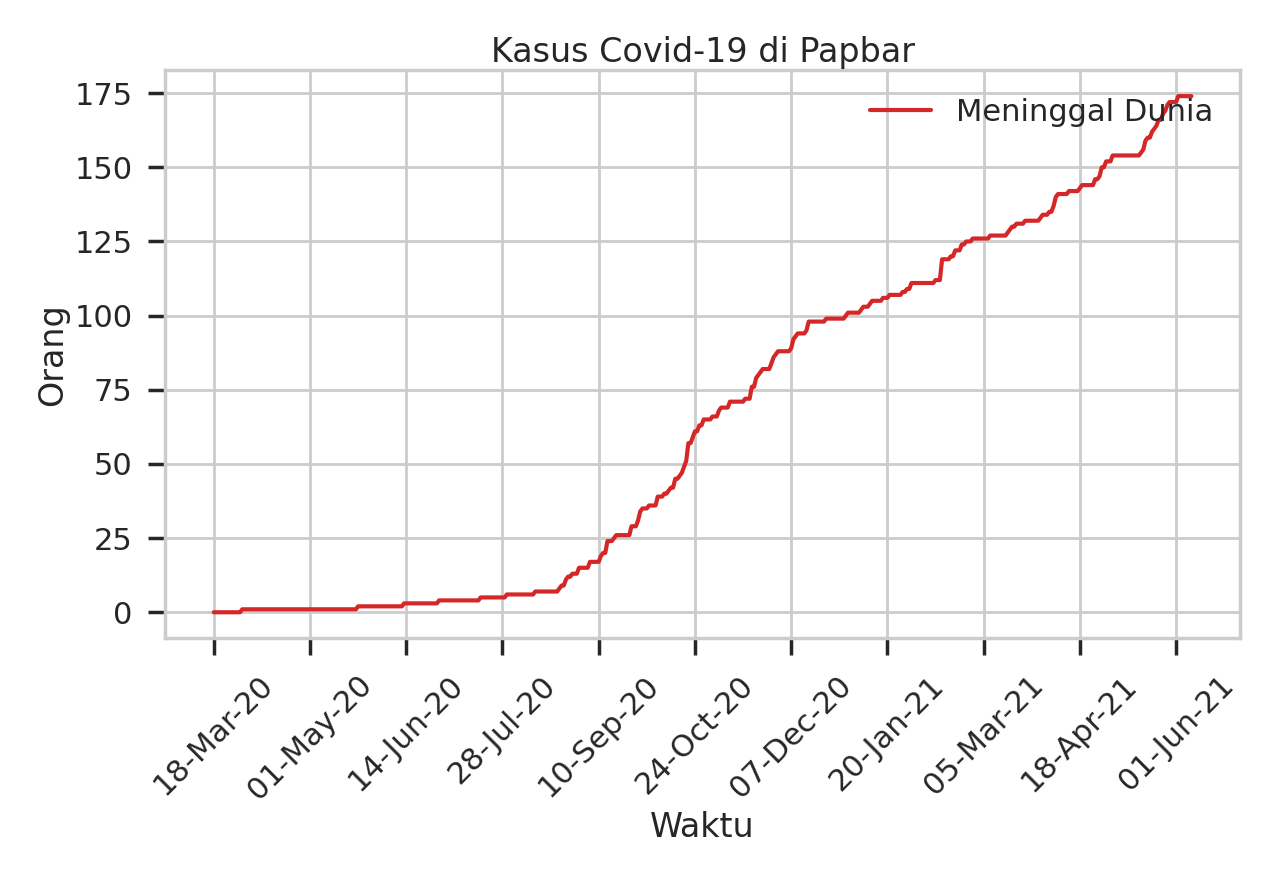 Kasus Covid-19 di Papbar
Meninggal Dunia
Orang
175
150
125
100
75
50
25
0
18-Mar-20
01-May-20
14-Jun-20
28-Jul-20
10-Sep-20
24-Oct-20
07-Dec-20
20-Jan-21
05-Mar-21
18-Apr-21
01-Jun-21
Waktu